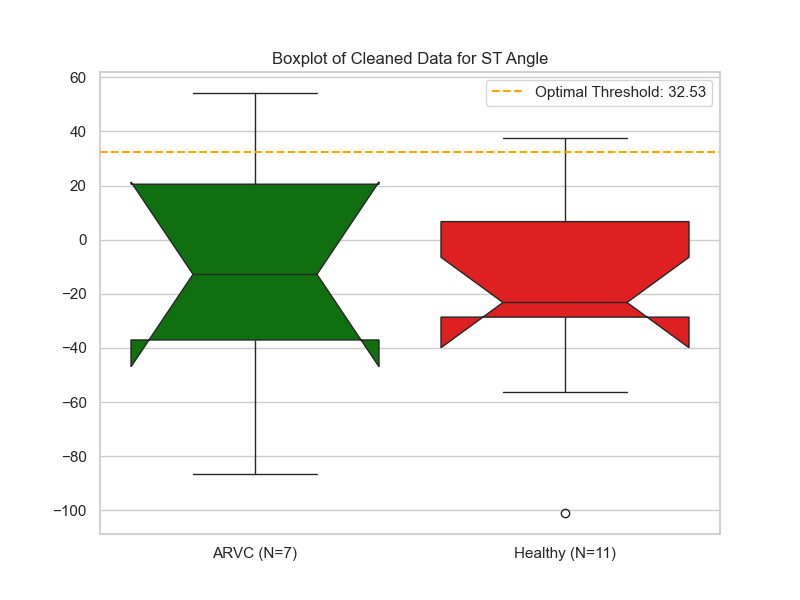 Boxplot of Cleaned Data for ST Angle
Optimal Threshold: 32.53
60
40
20
0
−20
−40
−60
−80
−100
ARVC (N=7)
Healthy (N=11)